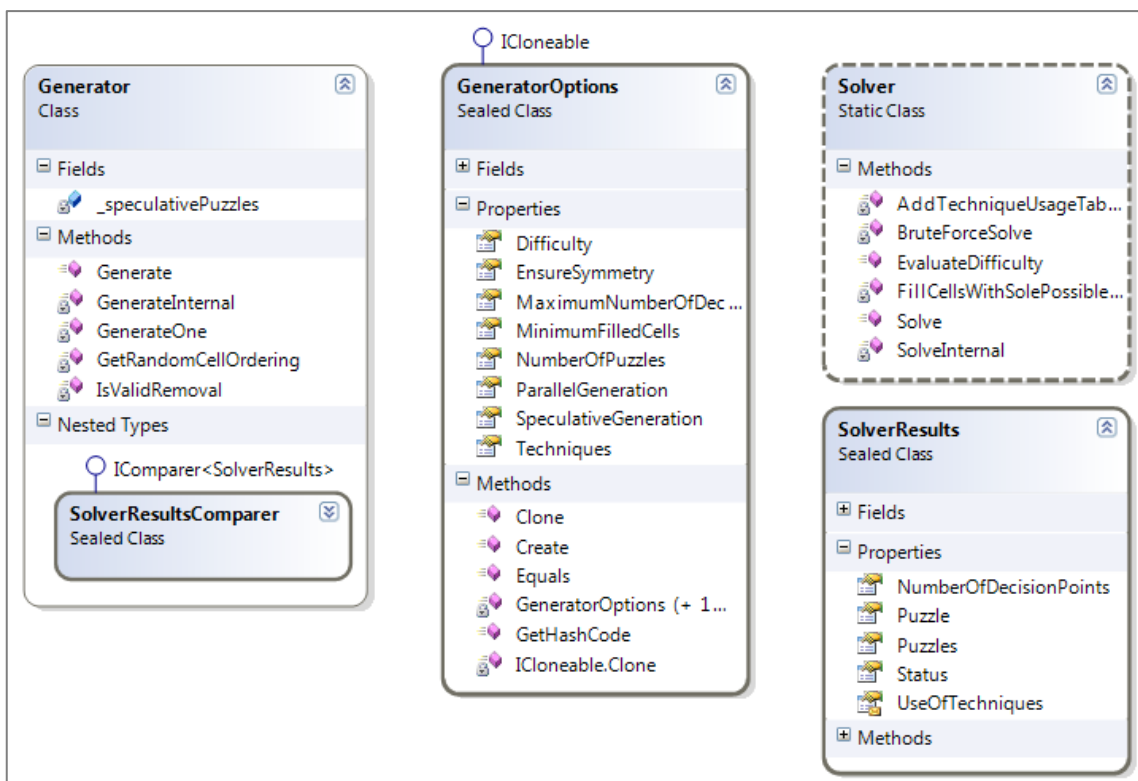 Generator
Class
Fields
_speculativePuzzles
Methods
Generate
GenerateInternal
GenerateOne
GetRandomCellOrdering
IsValidRemoval
Nested Types
IComparer<SolverResults>
SolverResultsComparer
Sealed Class
ICloneable
GeneratorOptions
Sealed Class
Fields
Properties
Difficulty
EnsureSymmetry
MaximumNumberOfDec...
MinimumFilledCells
NumberOfPuzzles
ParallelGeneration
SpeculativeGeneration
Techniques
Methods
Clone
Create
Equals
GeneratorOptions (+ 1...
GetHashCode
ICloneable.Clone
Solver
Static Class
Methods
AddTechniqueUsageTab...
BruteForceSolve
EvaluateDifficulty
FillCellsWithSolePossible...
Solve
SolveInternal
SolverResults
Sealed Class
Fields
Properties
NumberOfDecisionPoints
Puzzle
Puzzles
Status
UseOfTechniques
Methods